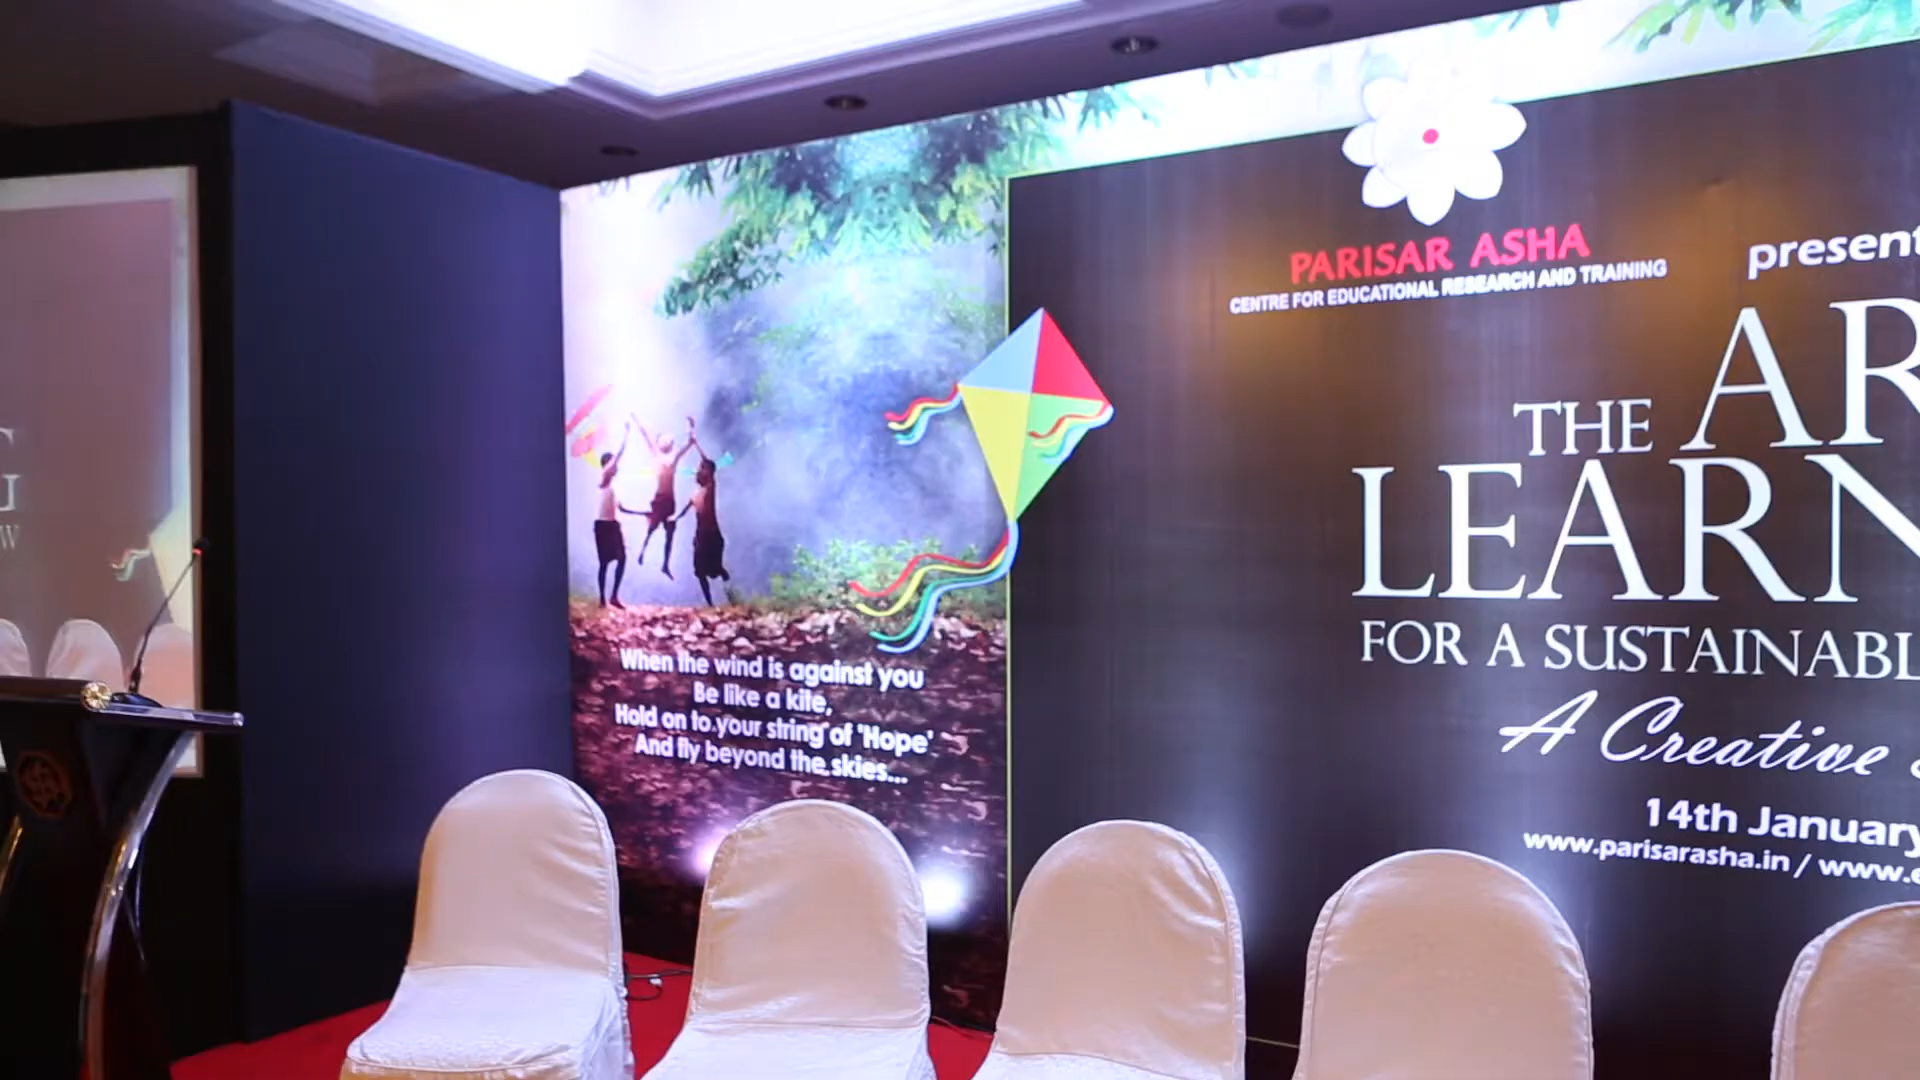 PARISAR ASHA
CENTRE FOR EDUCATIONAL RESEARCH AND TRAINING
present
THE AR
LEARN
FOR A SUSTAINABL
A Creative
14th January
www.parisarasha.in / www.e
When the wind is against you
Be like a kite,
Hold on to your string of 'Hope'
And fly beyond the skies...